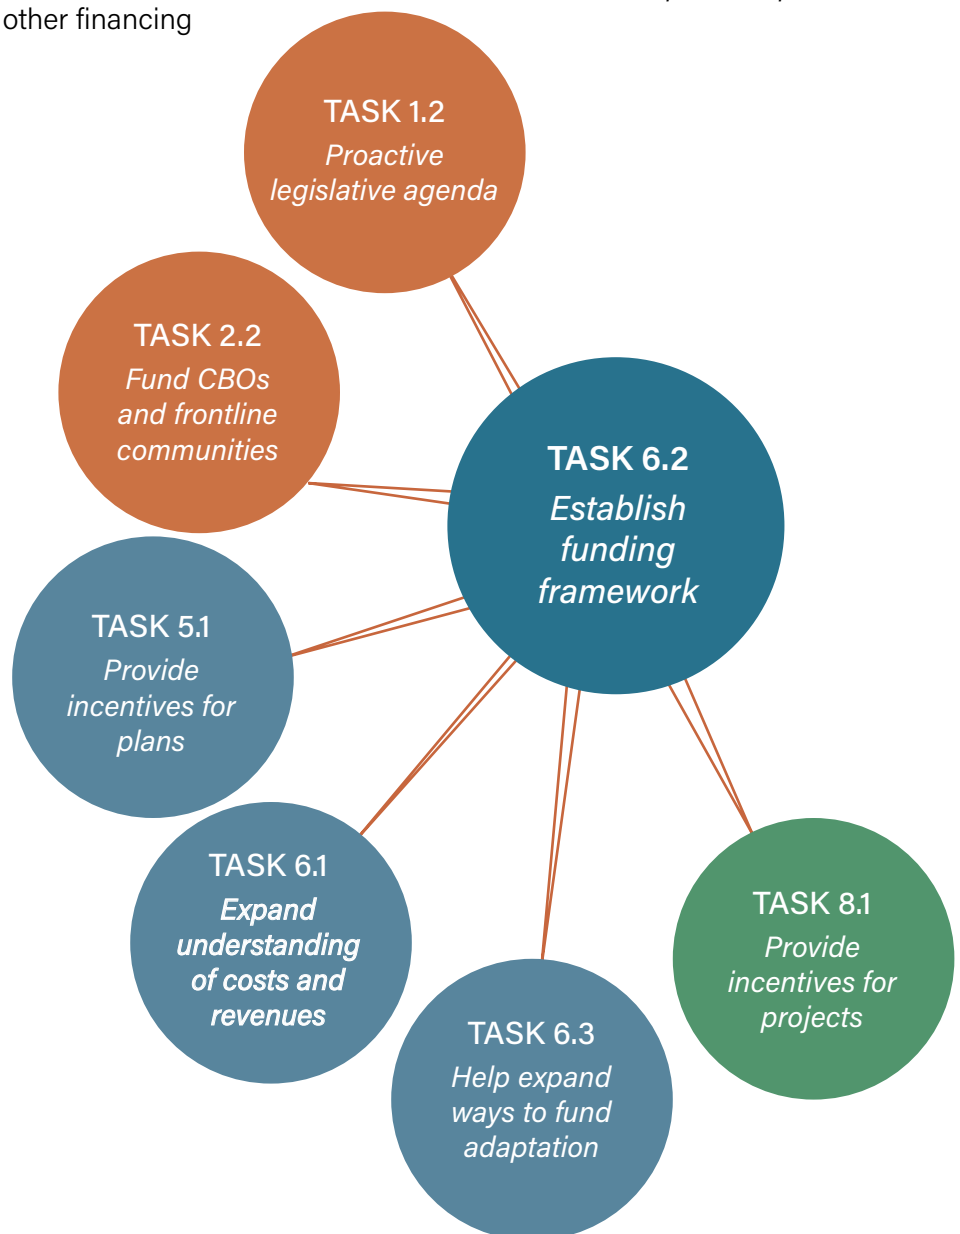 other financing
TASK 1.2
Proactive
legislative agenda
TASK 2.2
Fund CBOs
and frontline
communities
TASK 6.2
Establish
funding
framework
TASK 5.1
Provide
incentives for
plans
TASK 6.1
Expand
understanding
of costs and
revenues
TASK 8.1
Provide
incentives for
projects
TASK 6.3
Help expand
ways to fund
adaptation